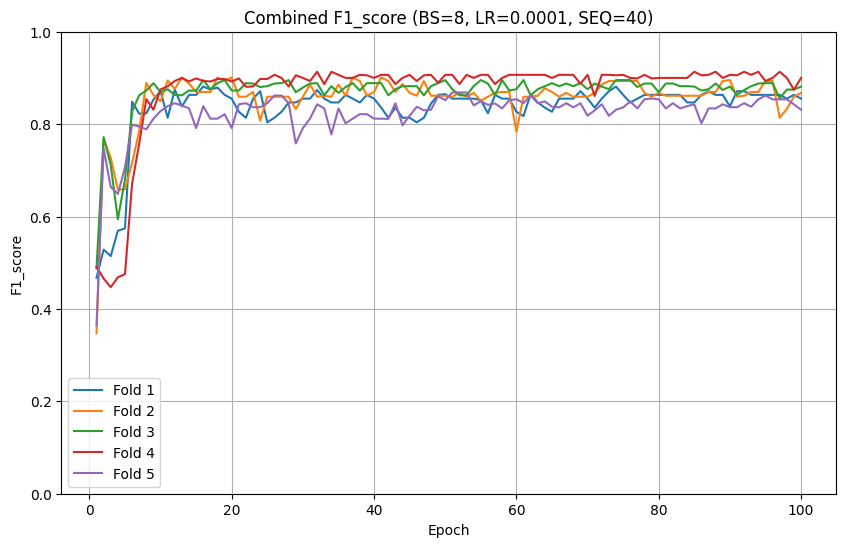 Combined F1_score (BS=8, LR=0.0001, SEQ=40)
F1_score
1.0
0.8
0.6
0.4
0.2
0.0
Fold 1
Fold 2
Fold 3
Fold 4
Fold 5
0 20 40 60 80 100
Epoch